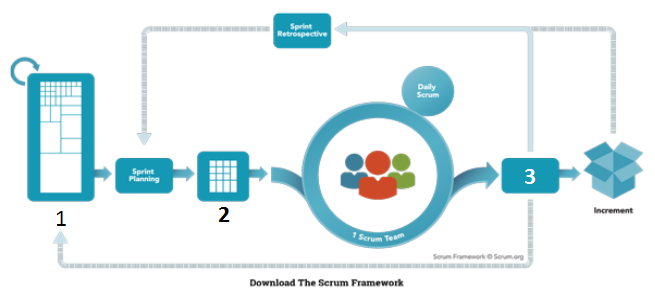 Sprint
Retrospective
Daily
Scrum
Sprint
Planning
3
1
2
Increment
1 Scrum Team
Scrum Framework © Scrum.org
Download The Scrum Framework